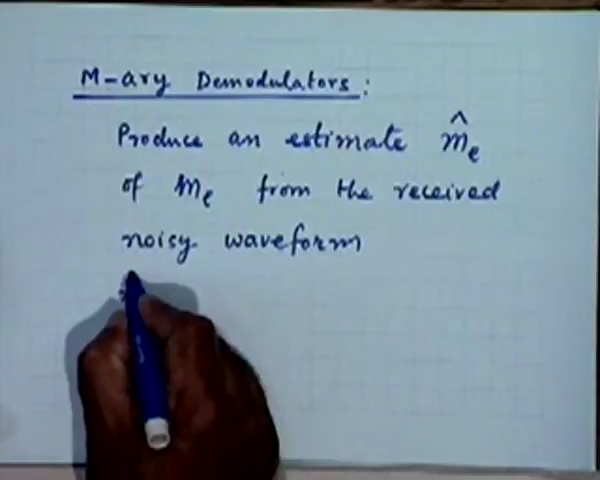 M-ary Demodulators:
Produce an estimate m̂e
of me from the received
noisy waveform